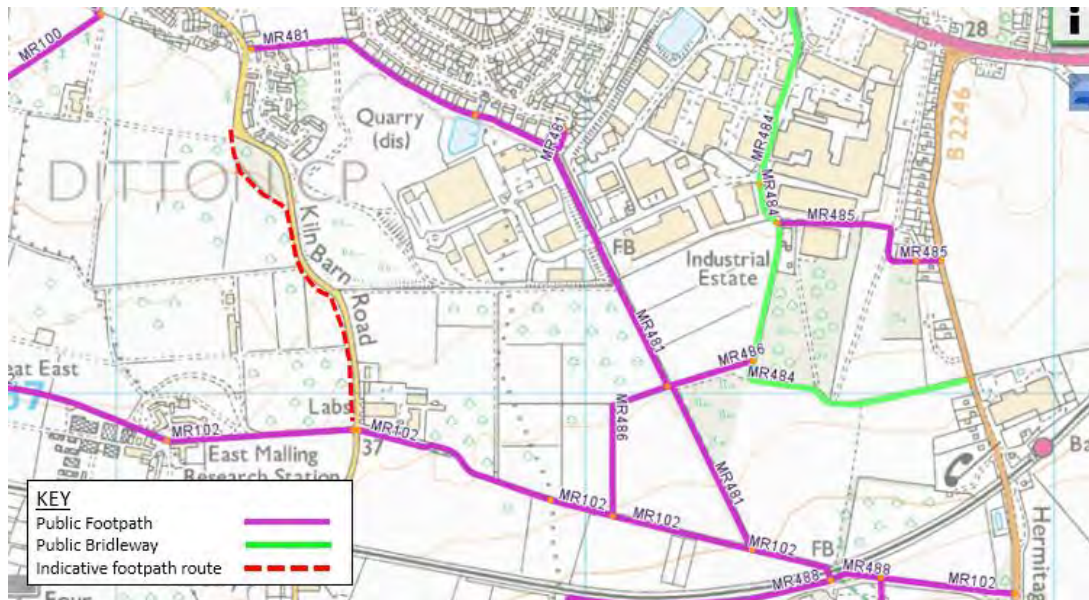 MR100
MR481
28
i
Quarry
(dis)
MR481
MR484
B 2246
DITTON CP
MR484
MR485
Kiln Barn
Road
FB
Industrial
Estate
MR485
MR481
MR486
MR484
eat East
37
Labs
MR486
MR102
MR102
37
East Malling
Research Station
MR481
MR102
MR102
MR102
FB
MR488
MR488
MR102
Ba
Hermitag
KEY
Public Footpath
Public Bridleway
Indicative footpath route
Four